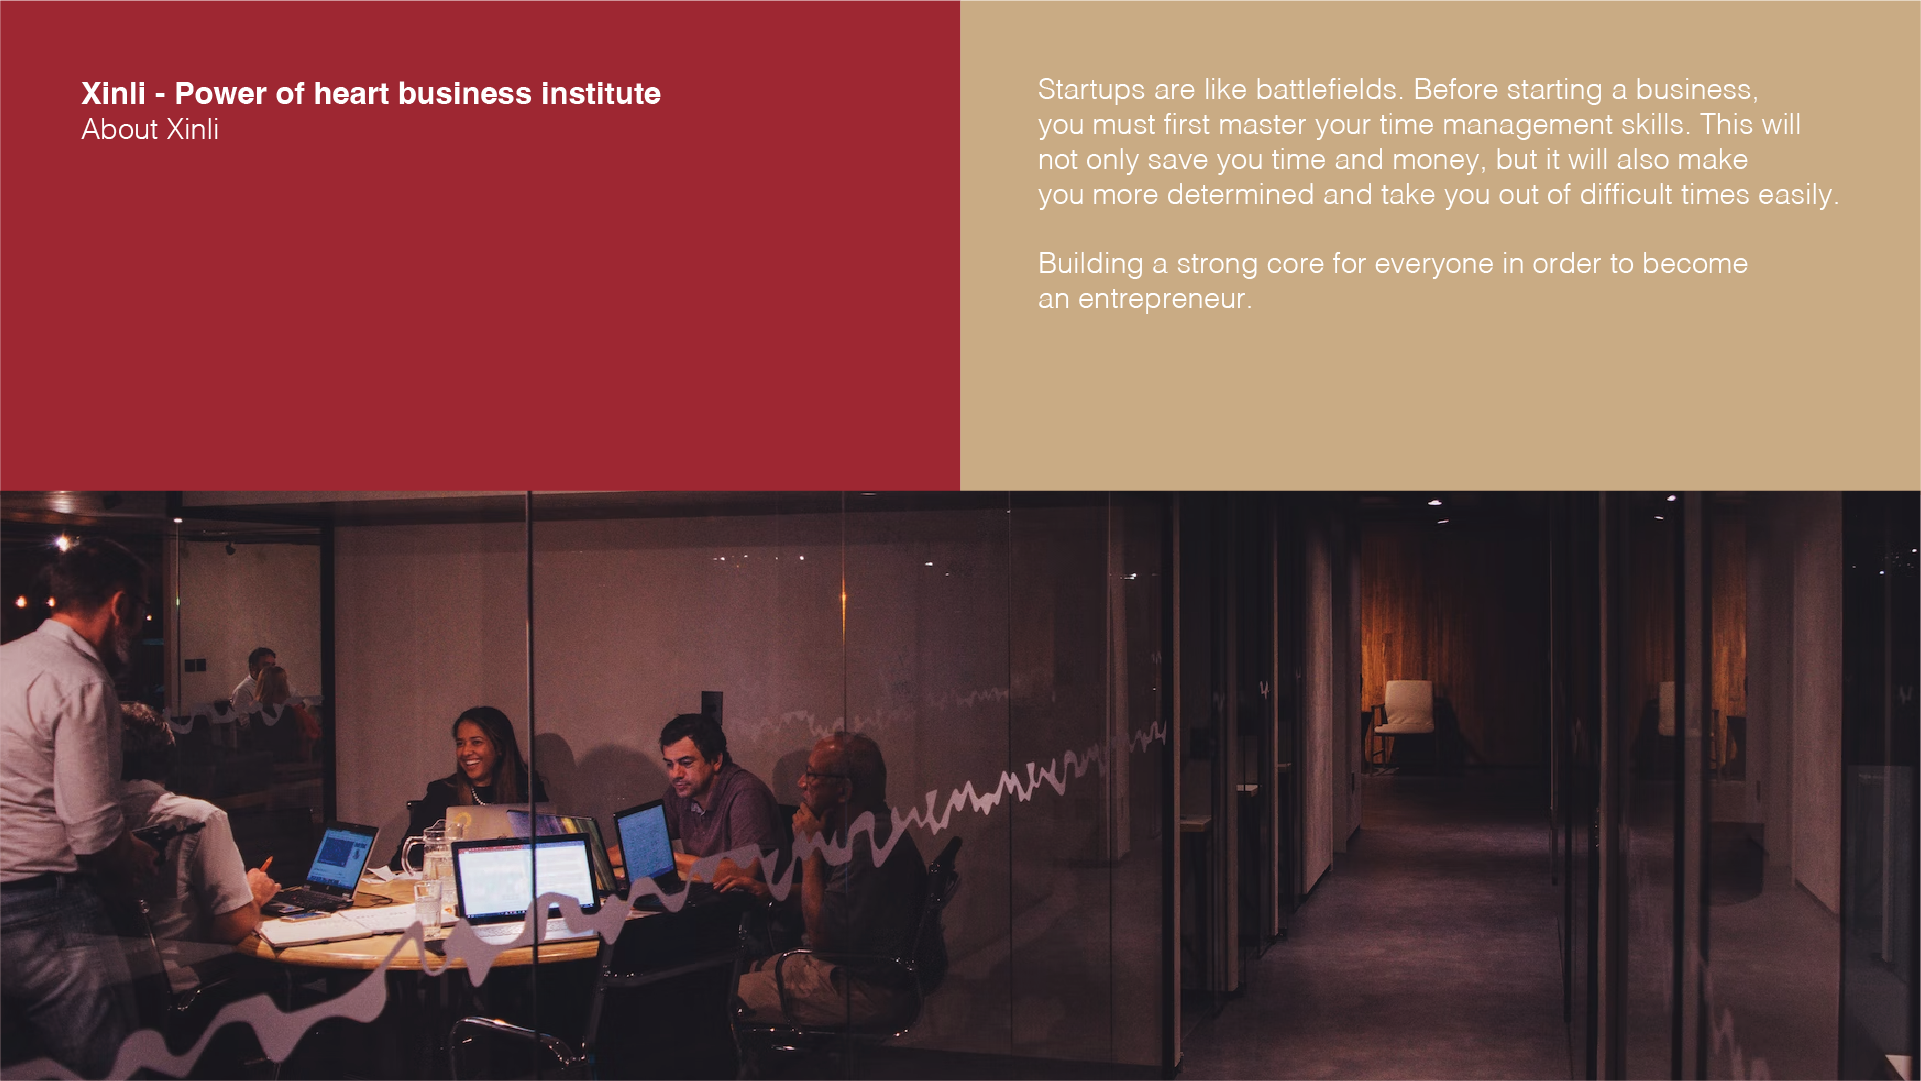 Xinli - Power of heart business institute
About Xinli
Startups are like battlefields. Before starting a business,
you must first master your time management skills. This will
not only save you time and money, but it will also make
you more determined and take you out of difficult times easily.
Building a strong core for everyone in order to become
an entrepreneur.